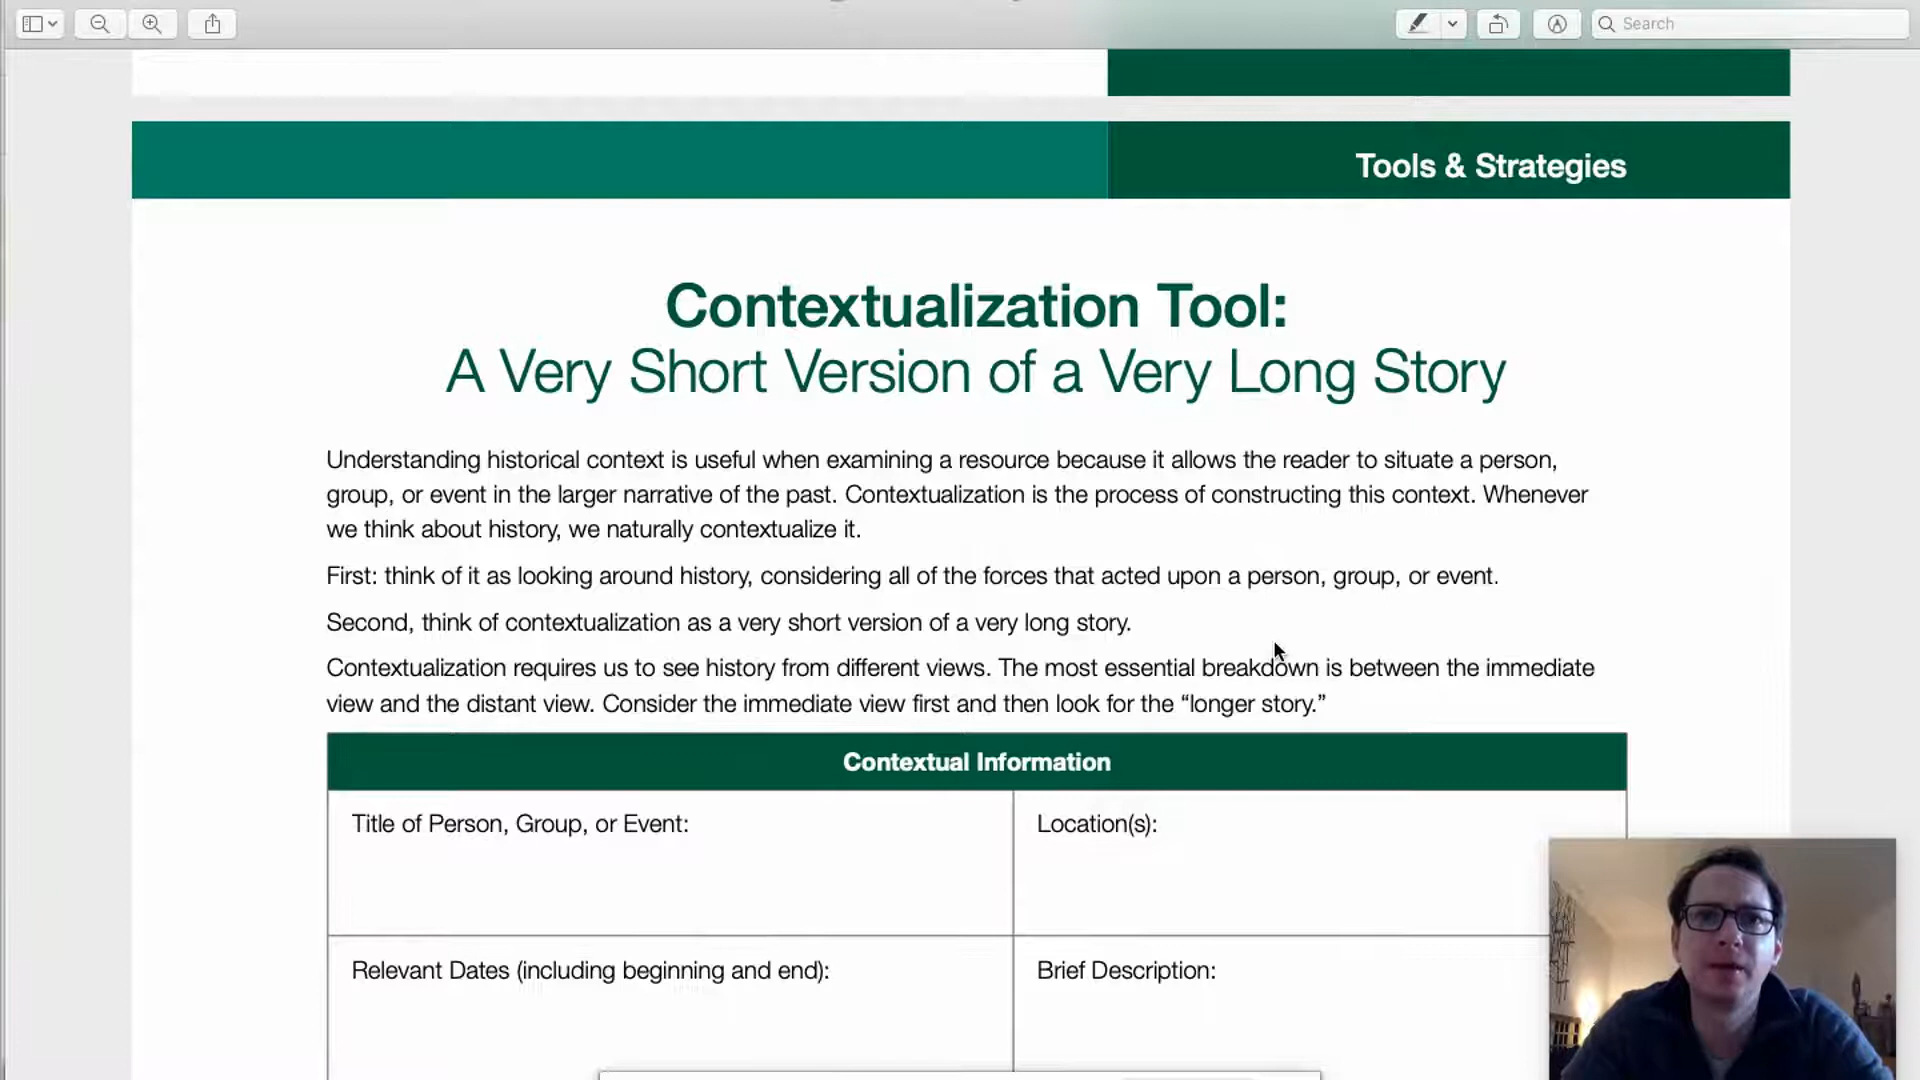 Search
Tools & Strategies
Contextualization Tool:
A Very Short Version of a Very Long Story
Understanding historical context is useful when examining a resource because it allows the reader to situate a person,
group, or event in the larger narrative of the past. Contextualization is the process of constructing this context. Whenever
we think about history, we naturally contextualize it.
First: think of it as looking around history, considering all of the forces that acted upon a person, group, or event.
Second, think of contextualization as a very short version of a very long story.
Contextualization requires us to see history from different views. The most essential breakdown is between the immediate
view and the distant view. Consider the immediate view first and then look for the “longer story.”
Contextual Information
Title of Person, Group, or Event:
Location(s):
Relevant Dates (including beginning and end):
Brief Description: